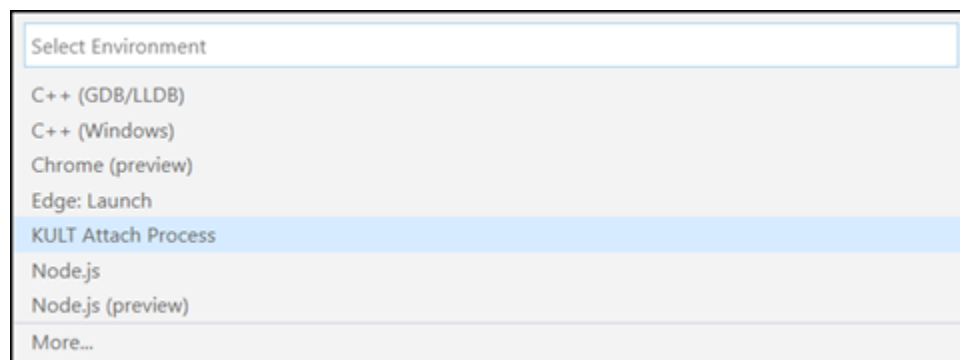 Select Environment
C++ (GDB/LLDB)
C++ (Windows)
Chrome (preview)
Edge: Launch
KULT Attach Process
Node.js
Node.js (preview)
More...